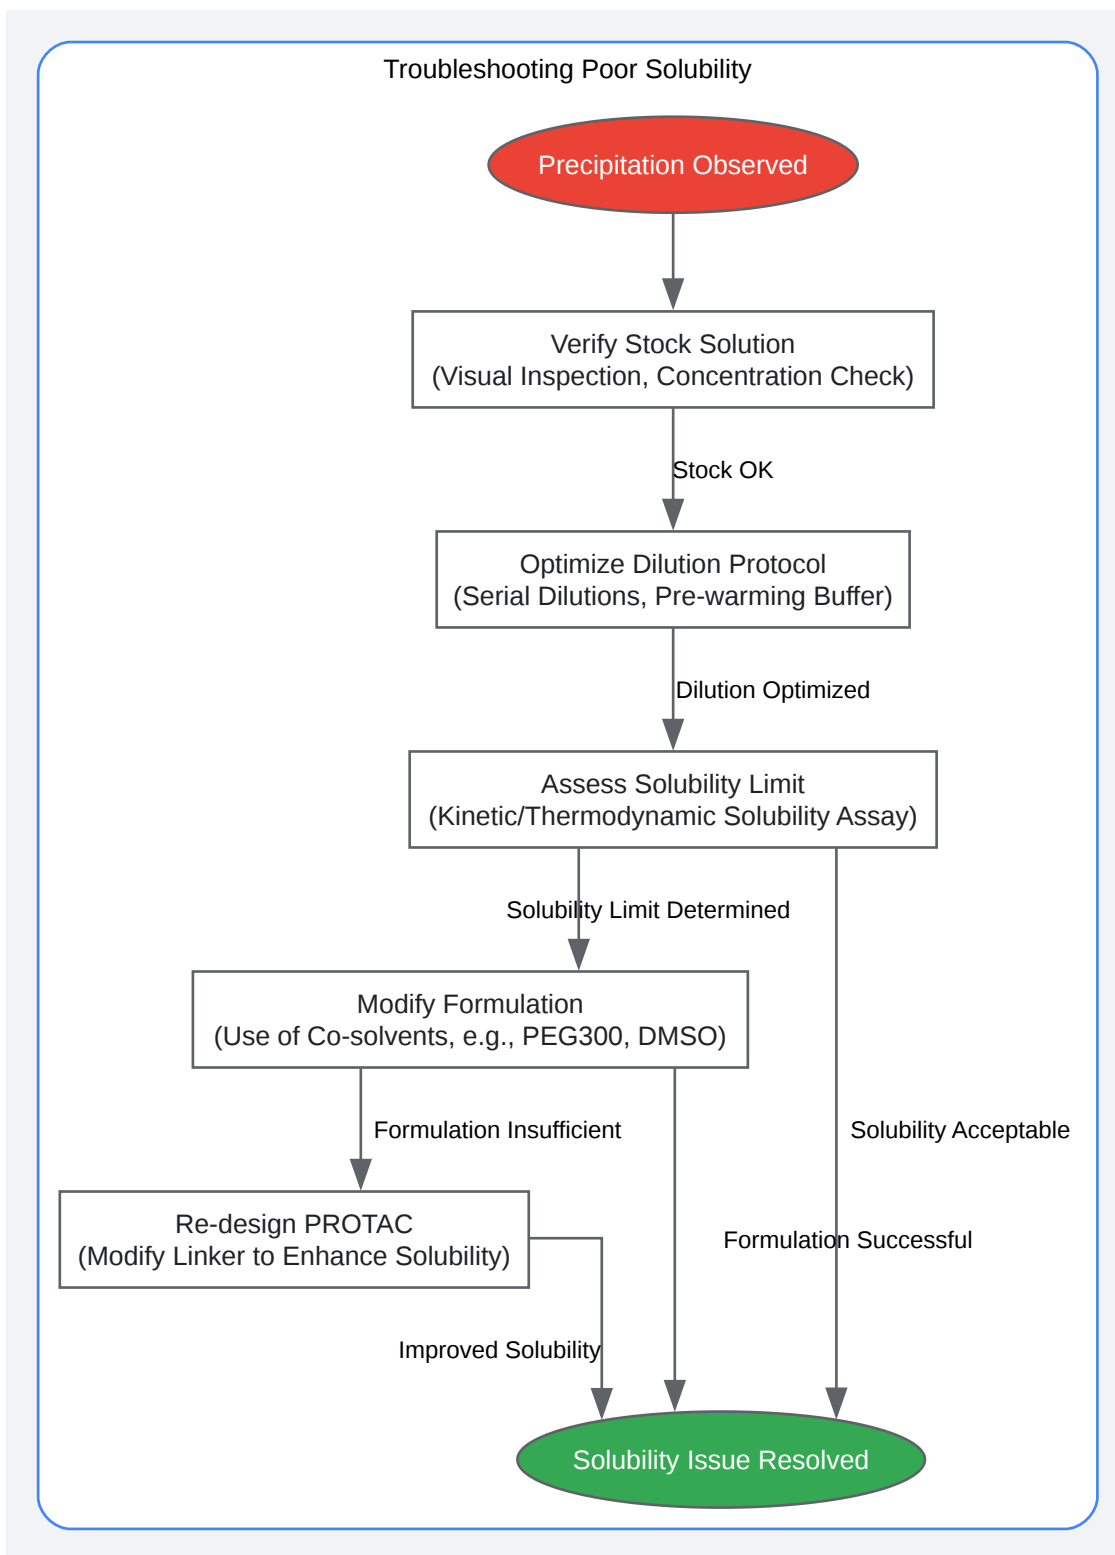 Troubleshooting Poor Solubility
Precipitation Observed
Verify Stock Solution
(Visual Inspection, Concentration Check)
Stock OK
Optimize Dilution Protocol
(Serial Dilutions, Pre-warming Buffer)
Dilution Optimized
Assess Solubility Limit
(Kinetic/Thermodynamic Solubility Assay)
Solubility Limit Determined
Modify Formulation
(Use of Co-solvents, e.g., PEG300, DMSO)
Formulation Insufficient
Solubility Acceptable
Re-design PROTAC
(Modify Linker to Enhance Solubility)
Formulation Successful
Improved Solubility
Solubility Issue Resolved